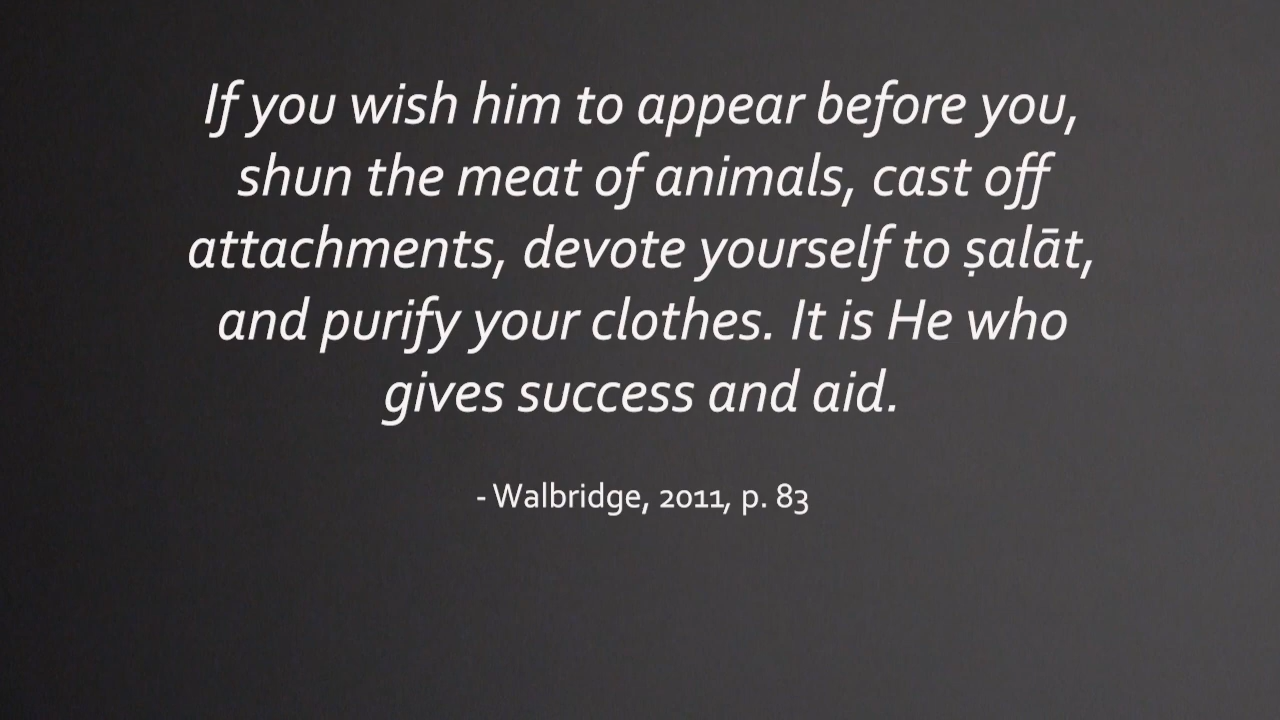 If you wish him to appear before you,
shun the meat of animals, cast off
attachments, devote yourself to ṣalāt,
and purify your clothes. It is He who
gives success and aid.
- Walbridge, 2011, p. 83